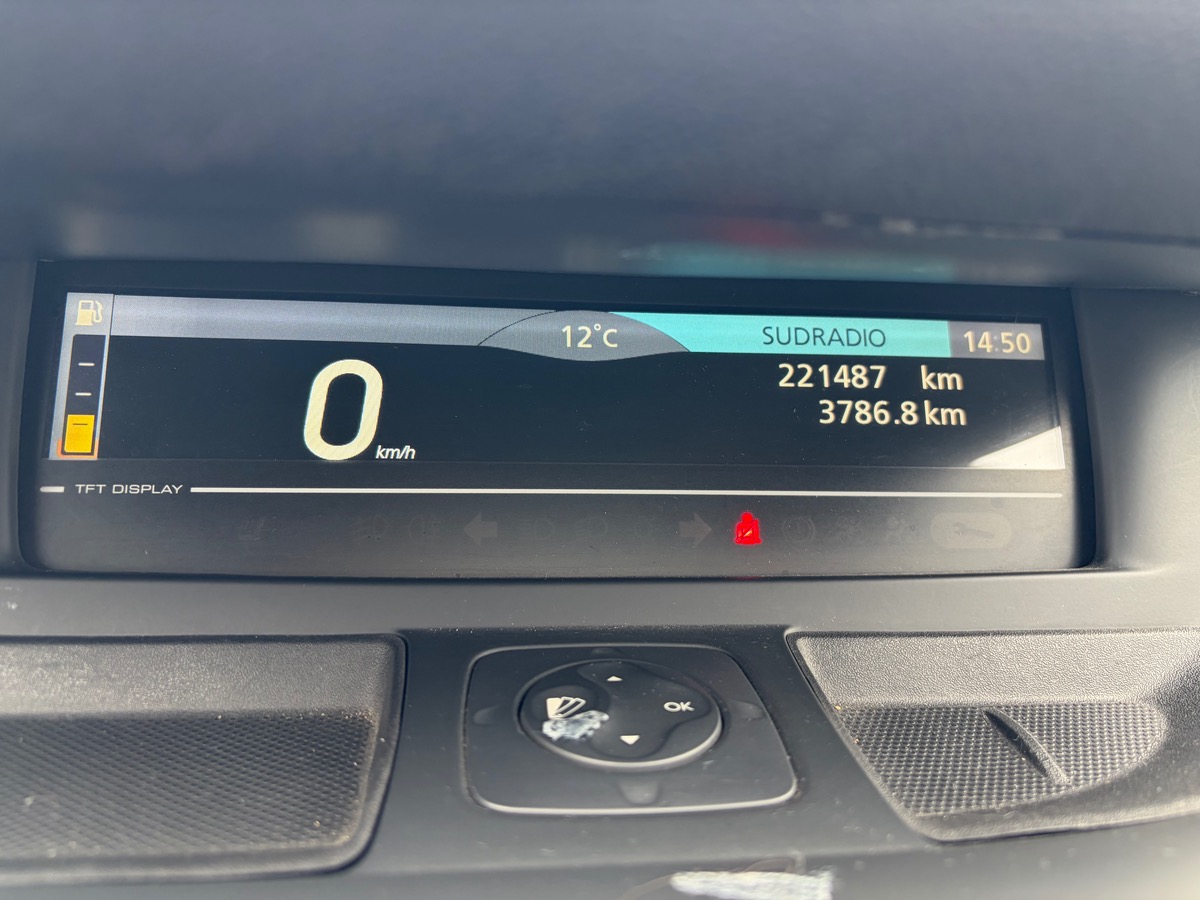 12°C SUDRADIO 14:50
221487 km
0 km/h 3786.8 km
TFT DISPLAY
OK